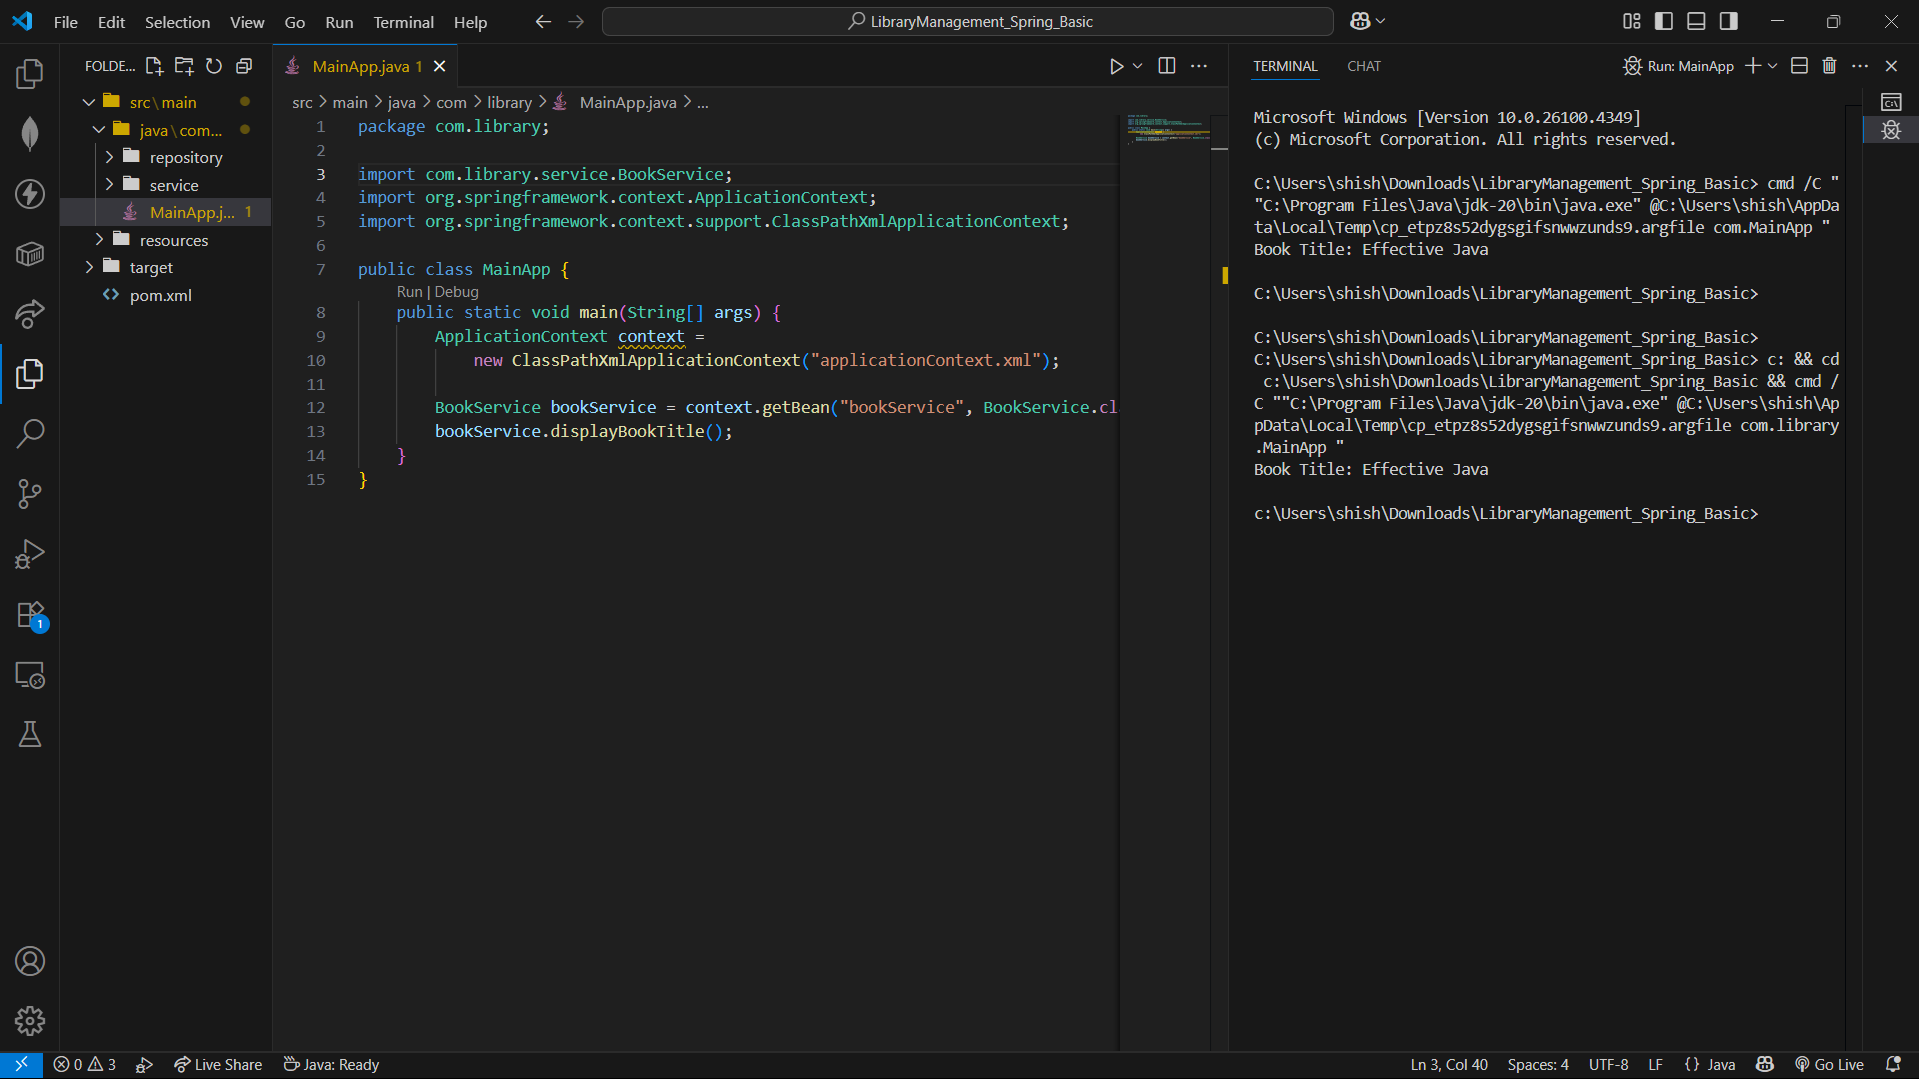 File Edit Selection View Go Run Terminal Help
LibraryManagement_Spring_Basic
FOLDE...
src\main
java\com...
repository
service
MainApp.j... 1
resources
target
pom.xml
1
MainApp.java 1
src > main > java > com > library > MainApp.java > ...
1 package com.library;
2
3 import com.library.service.BookService;
4 import org.springframework.context.ApplicationContext;
5 import org.springframework.context.support.ClassPathXmlApplicationContext;
6
7 public class MainApp {
Run | Debug
8 public static void main(String[] args) {
9 ApplicationContext context =
10 new ClassPathXmlApplicationContext("applicationContext.xml");
11
12 BookService bookService = context.getBean("bookService", BookService.cl
13 bookService.displayBookTitle();
14 }
15 }
TERMINAL CHAT
Run: MainApp
Microsoft Windows [Version 10.0.26100.4349]
(c) Microsoft Corporation. All rights reserved.
C:\Users\shish\Downloads\LibraryManagement_Spring_Basic> cmd /C "
"C:\Program Files\Java\jdk-20\bin\java.exe" @C:\Users\shish\AppDa
ta\Local\Temp\cp_etpz8s52dygsgifsnwwzunds9.argfile com.MainApp "
Book Title: Effective Java
C:\Users\shish\Downloads\LibraryManagement_Spring_Basic>
C:\Users\shish\Downloads\LibraryManagement_Spring_Basic>
C:\Users\shish\Downloads\LibraryManagement_Spring_Basic> c: && cd
c:\Users\shish\Downloads\LibraryManagement_Spring_Basic && cmd /
C ""C:\Program Files\Java\jdk-20\bin\java.exe" @C:\Users\shish\Ap
pData\Local\Temp\cp_etpz8s52dygsgifsnwwzunds9.argfile com.library
.MainApp "
Book Title: Effective Java
c:\Users\shish\Downloads\LibraryManagement_Spring_Basic>
0 3 Live Share Java: Ready
Ln 3, Col 40 Spaces: 4 UTF-8 LF {} Java Go Live